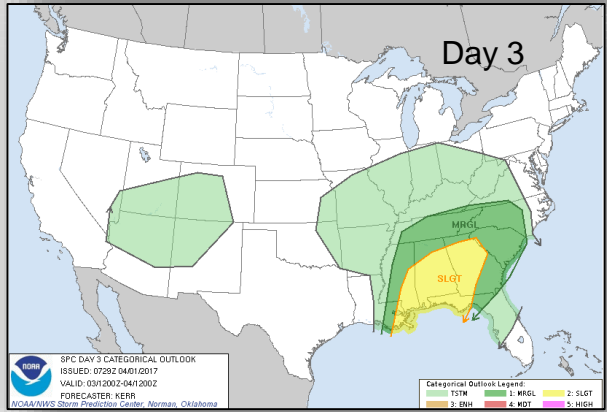 Day 3
MRGL
SLGT
NOAA
SPC DAY 3 CATEGORICAL OUTLOOK
ISSUED: 0729Z 04/01/2017
VALID: 03/1200Z-04/1200Z
FORECASTER: KERR
NOAA/NWS Storm Prediction Center, Norman, Oklahoma
Categorical Outlook Legend:
TSTM 1: MRGL 2: SLGT
3: ENH 4: MDT 5: HIGH